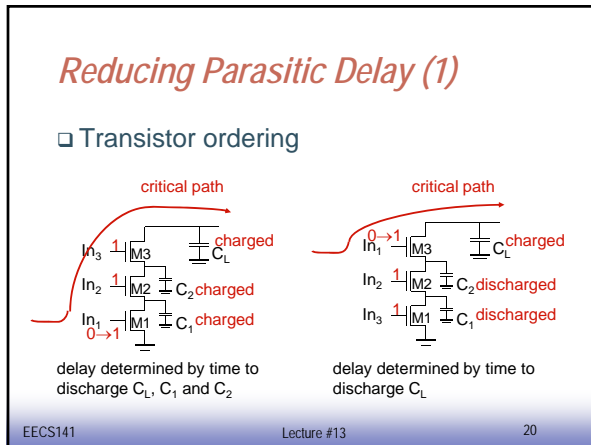 Reducing Parasitic Delay (1)
❑ Transistor ordering
critical path
In3 1 M3 CL charged
In2 1 M2 C2 charged
In1 0→1 M1 C1 charged
delay determined by time to
discharge CL, C1 and C2
critical path
In1 0→1 M3 CL charged
In2 1 M2 C2 discharged
In3 1 M1 C1 discharged
delay determined by time to
discharge CL
EECS141 Lecture #13 20